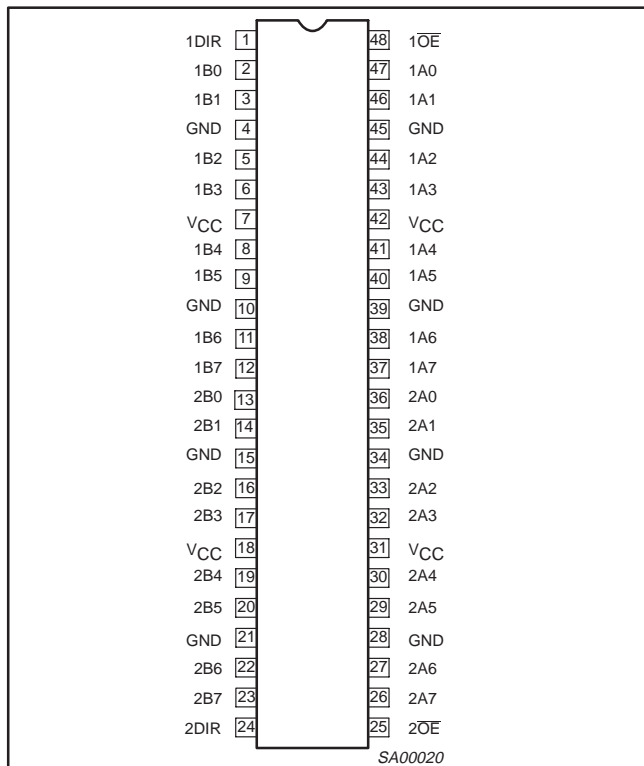 1DIR 1 48 1O̅E̅
1B0 2 47 1A0
1B1 3 46 1A1
GND 4 45 GND
1B2 5 44 1A2
1B3 6 43 1A3
VCC 7 42 VCC
1B4 8 41 1A4
1B5 9 40 1A5
GND 10 39 GND
1B6 11 38 1A6
1B7 12 37 1A7
2B0 13 36 2A0
2B1 14 35 2A1
GND 15 34 GND
2B2 16 33 2A2
2B3 17 32 2A3
VCC 18 31 VCC
2B4 19 30 2A4
2B5 20 29 2A5
GND 21 28 GND
2B6 22 27 2A6
2B7 23 26 2A7
2DIR 24 25 2O̅E̅
SA00020